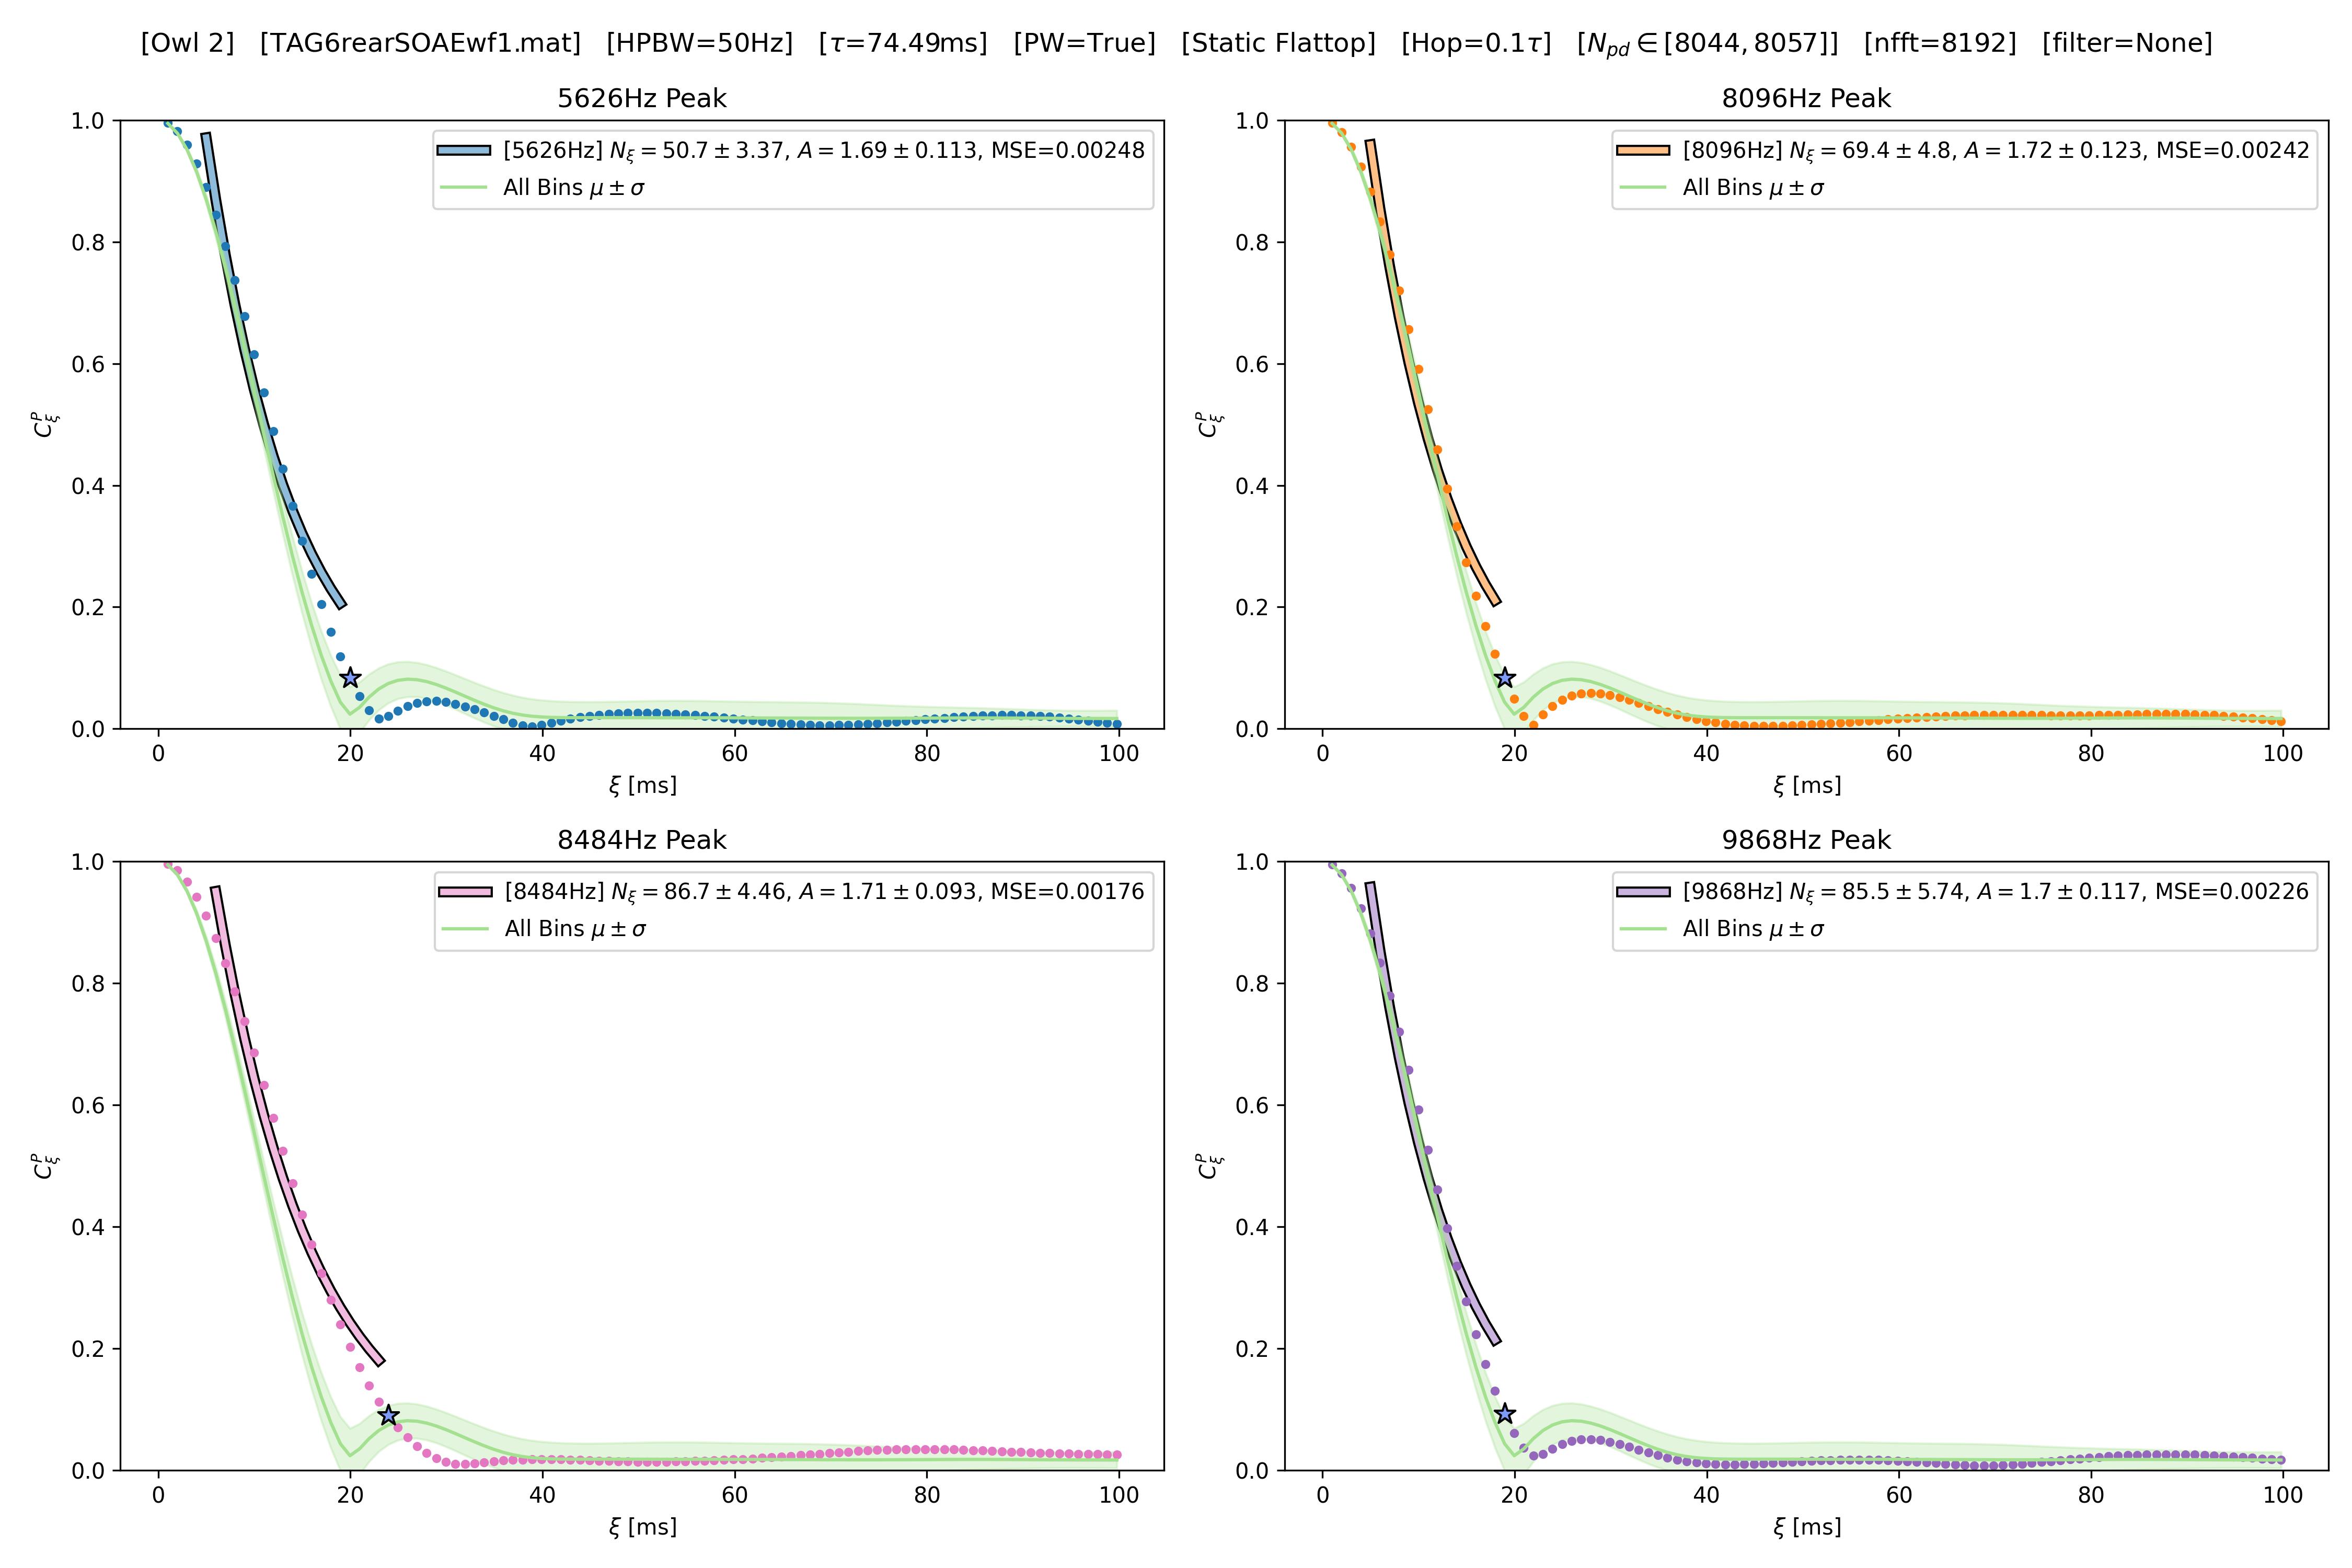 [Owl 2] [TAG6rearSOAEwf1.mat] [HPBW=50Hz] [τ=74.49ms] [PW=True] [Static Flattop] [Hop=0.1τ] [N_pd ∈ [8044, 8057]] [nfft=8192] [filter=None]
5626Hz Peak
1.0
0.8
0.6
0.4
0.2
0.0
C_ξ^P
[5626Hz] N_ξ = 50.7 ± 3.37, A = 1.69 ± 0.113, MSE=0.00248
All Bins μ ± σ
0 20 40 60 80 100
ξ [ms]
8096Hz Peak
1.0
0.8
0.6
0.4
0.2
0.0
C_ξ^P
[8096Hz] N_ξ = 69.4 ± 4.8, A = 1.72 ± 0.123, MSE=0.00242
All Bins μ ± σ
0 20 40 60 80 100
ξ [ms]
8484Hz Peak
1.0
0.8
0.6
0.4
0.2
0.0
C_ξ^P
[8484Hz] N_ξ = 86.7 ± 4.46, A = 1.71 ± 0.093, MSE=0.00176
All Bins μ ± σ
0 20 40 60 80 100
ξ [ms]
9868Hz Peak
1.0
0.8
0.6
0.4
0.2
0.0
C_ξ^P
[9868Hz] N_ξ = 85.5 ± 5.74, A = 1.7 ± 0.117, MSE=0.00226
All Bins μ ± σ
0 20 40 60 80 100
ξ [ms]